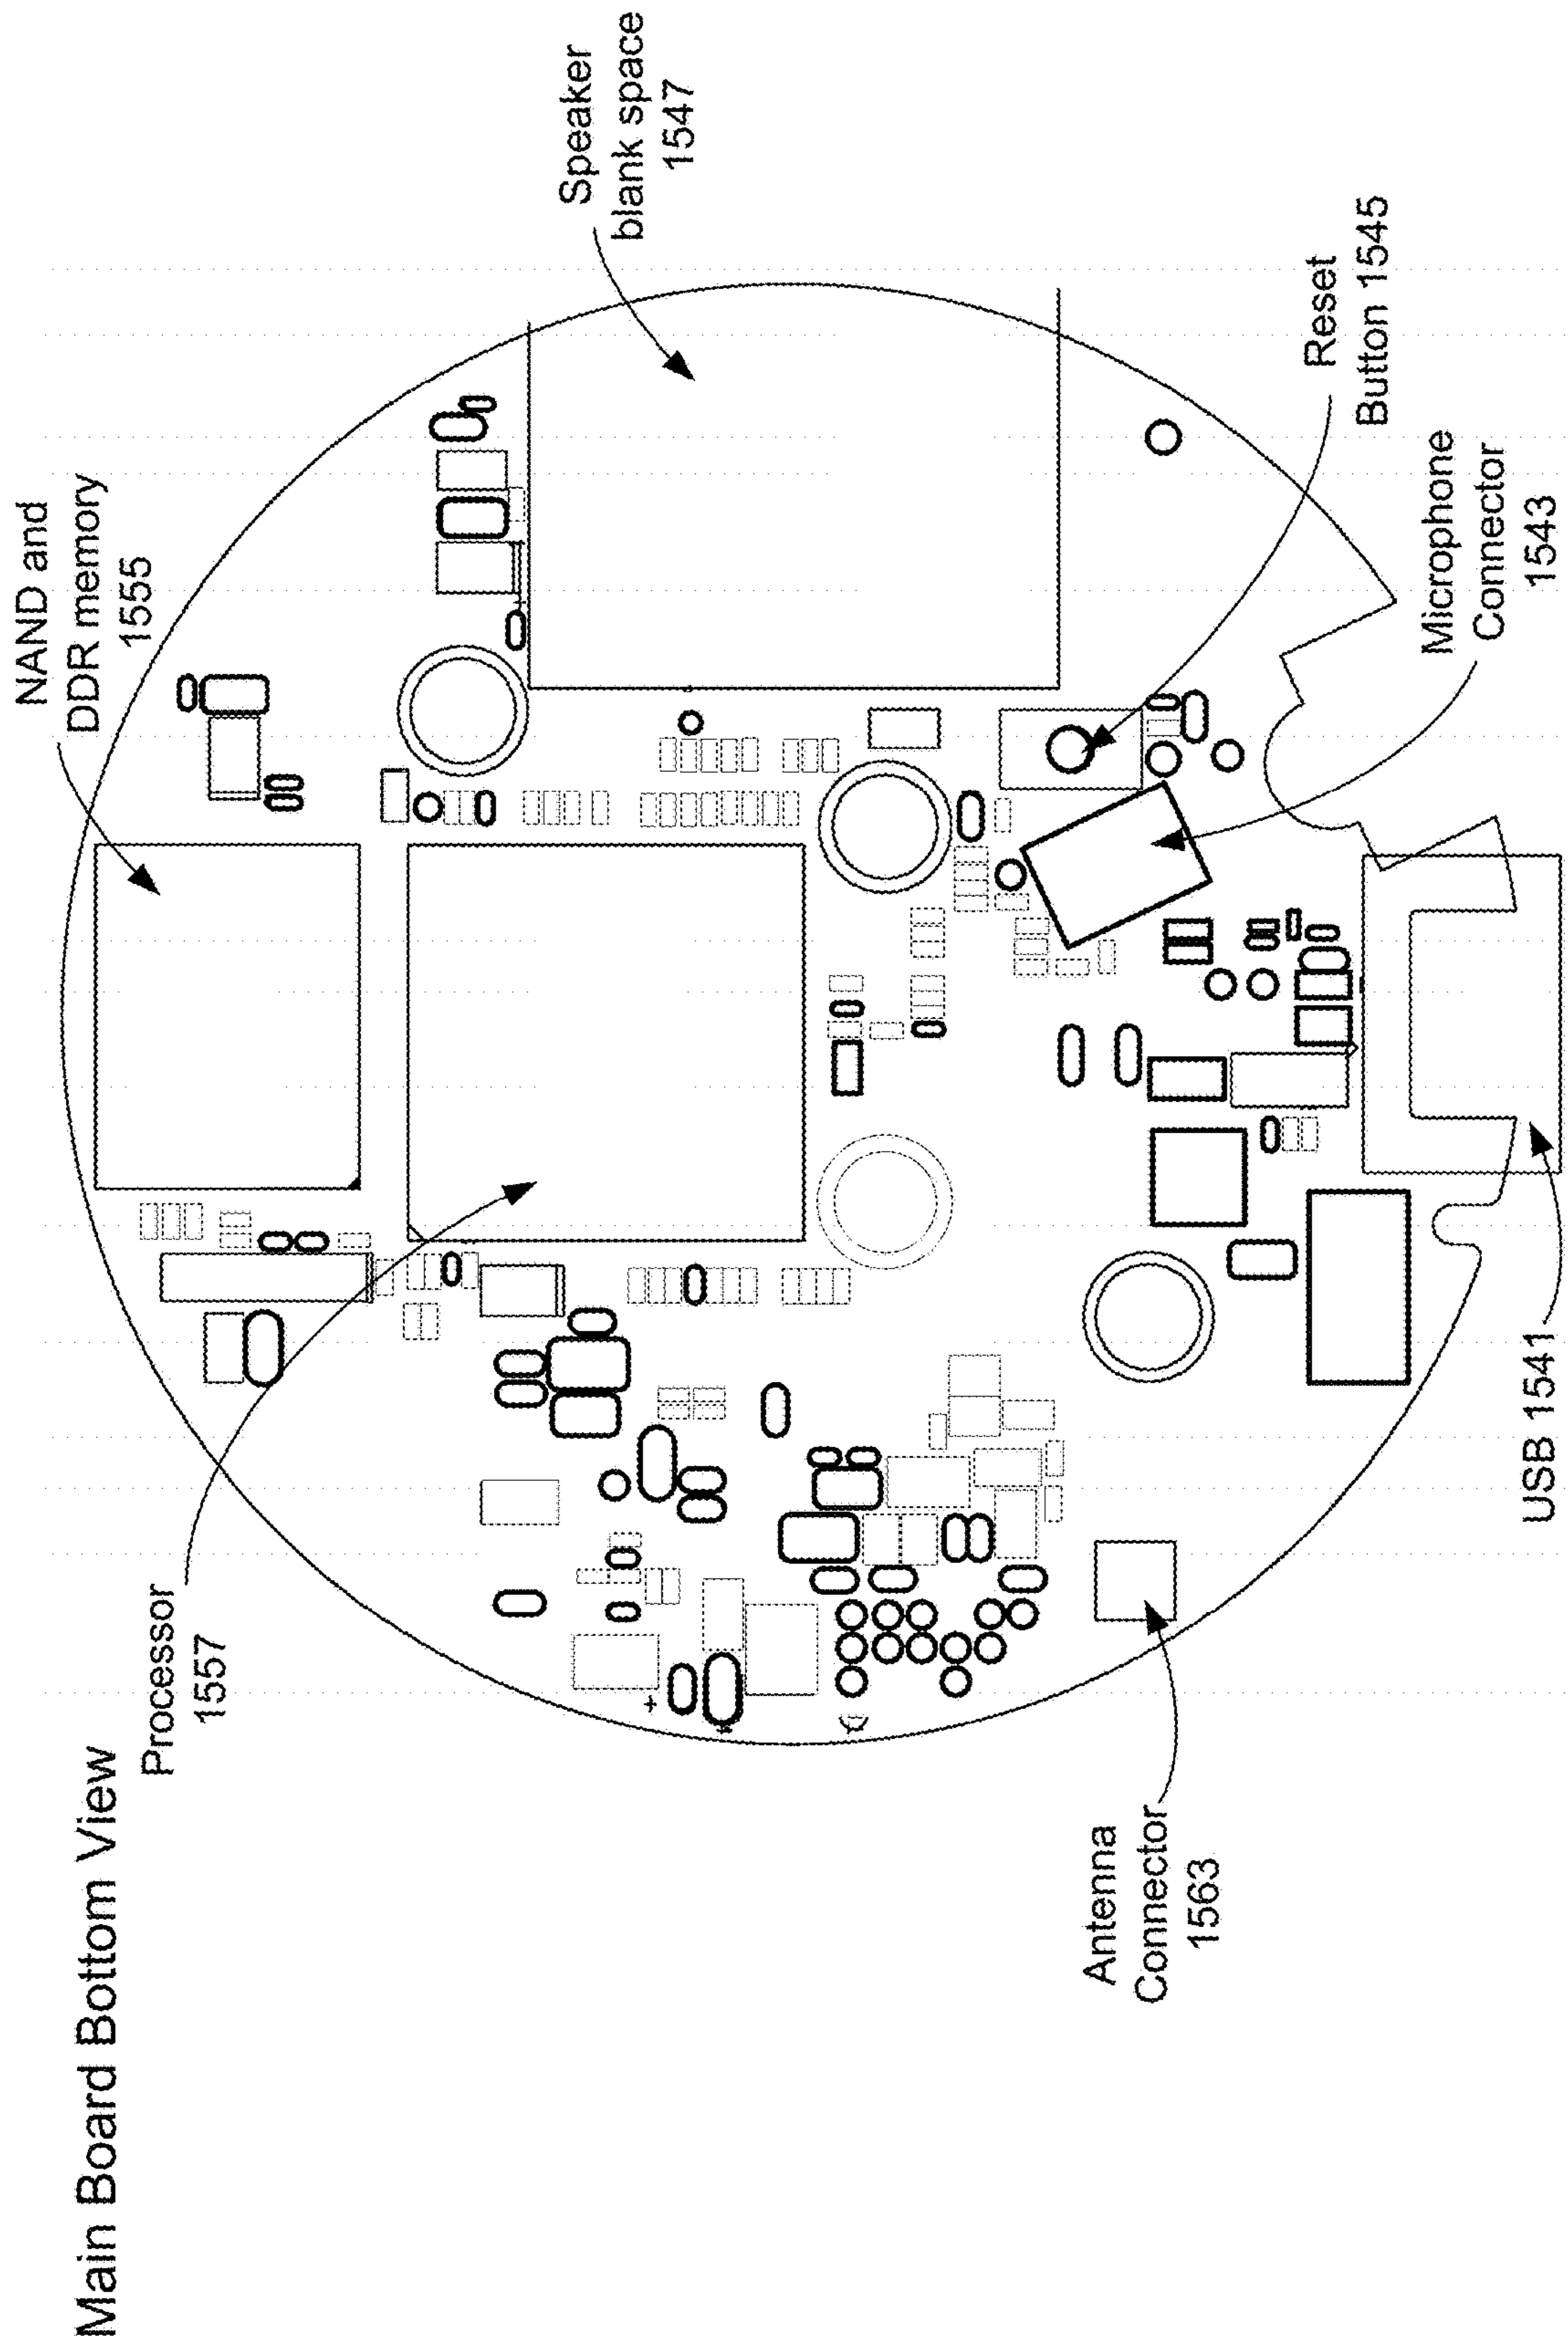 Main Board Bottom View
Processor
1557
NAND and
DDR memory
1555
Speaker
blank space
1547
Antenna
Connector
1563
USB 1541
Microphone
Connector
1543
Reset
Button 1545